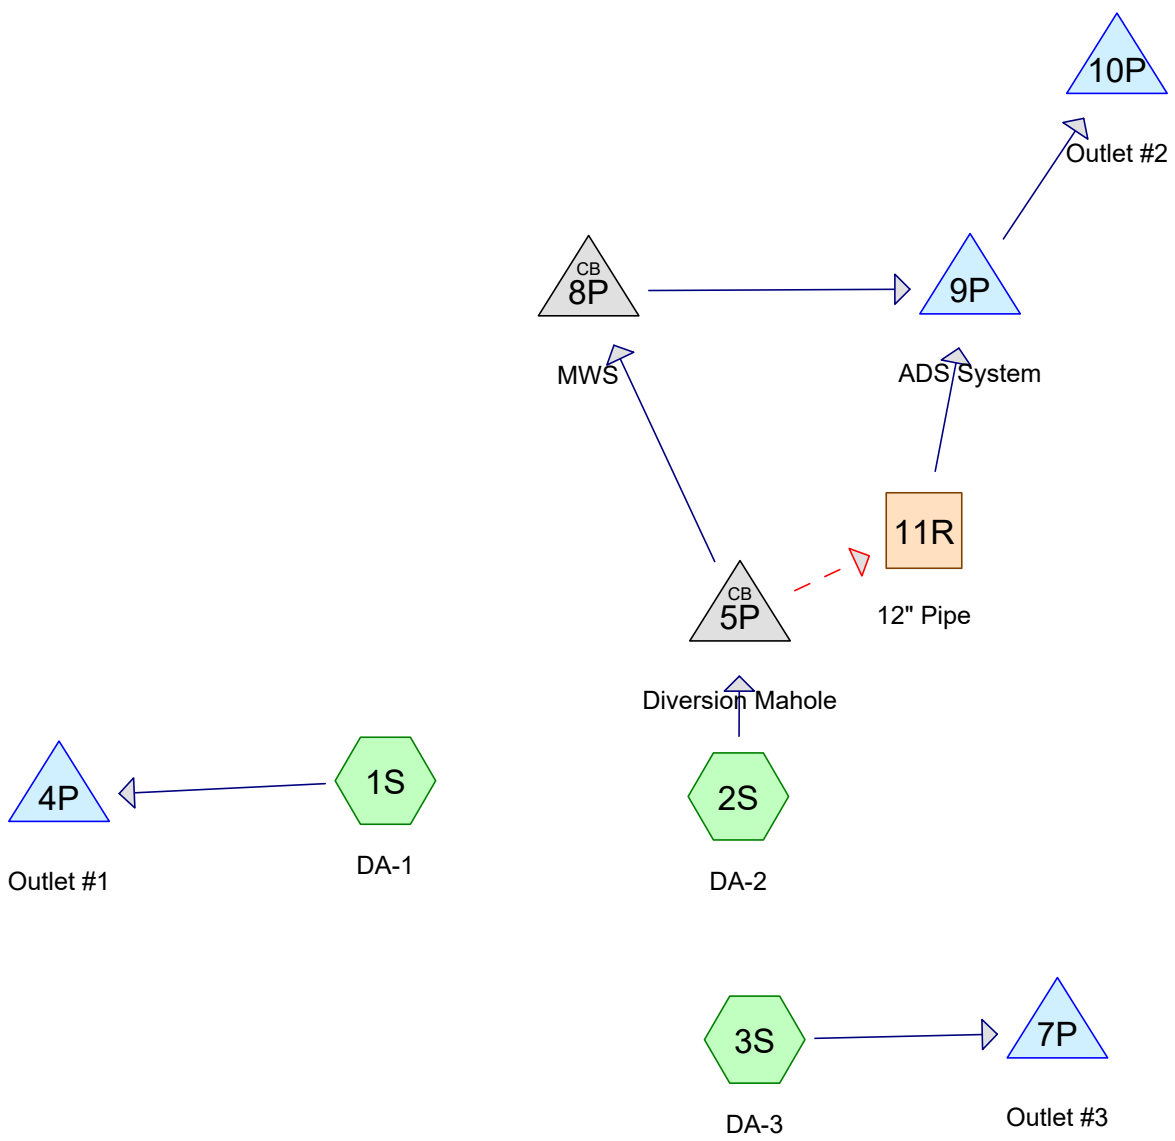 10P
Outlet #2
CB
8P
MWS
9P
ADS System
11R
12" Pipe
CB
5P
Diversion Mahole
4P
Outlet #1
1S
DA-1
2S
DA-2
3S
DA-3
7P
Outlet #3